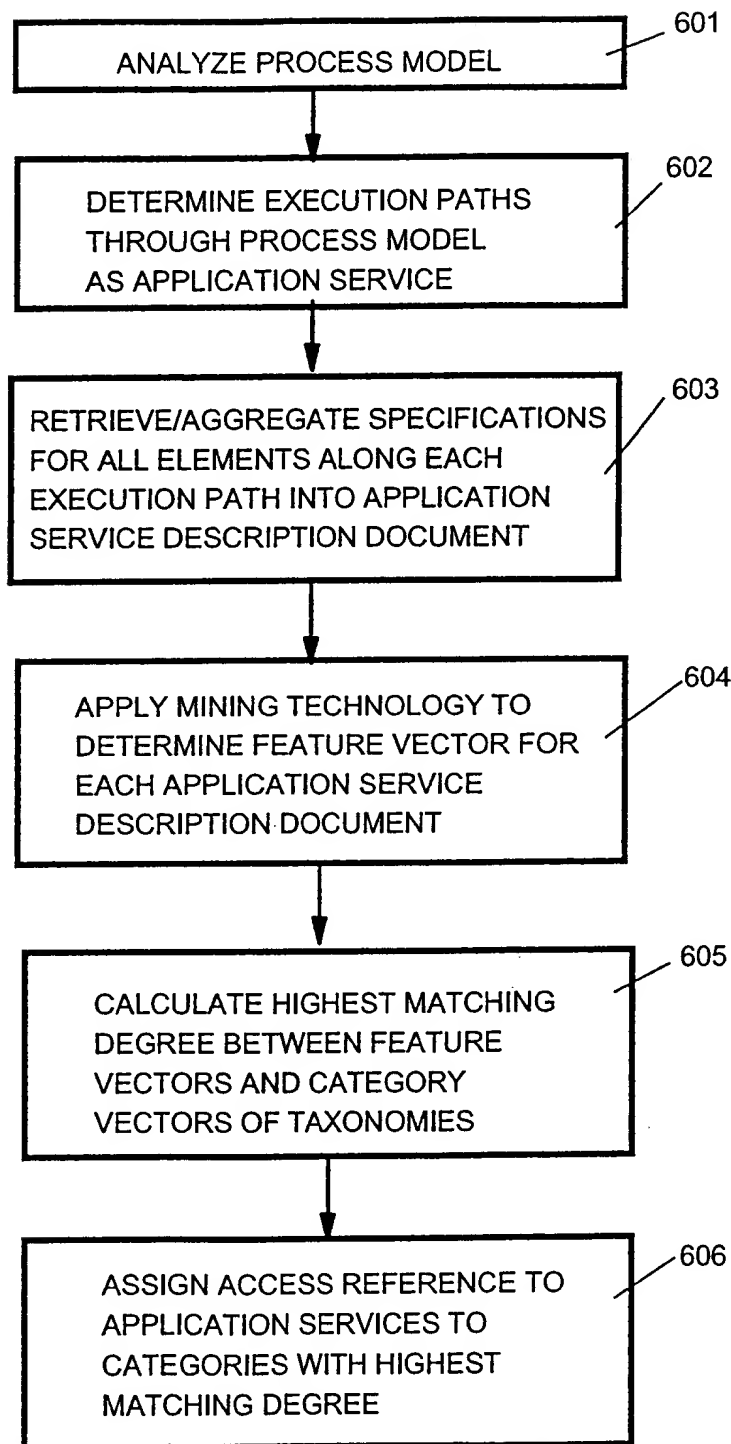 601
ANALYZE PROCESS MODEL
602
DETERMINE EXECUTION PATHS
THROUGH PROCESS MODEL
AS APPLICATION SERVICE
603
RETRIEVE/AGGREGATE SPECIFICATIONS
FOR ALL ELEMENTS ALONG EACH
EXECUTION PATH INTO APPLICATION
SERVICE DESCRIPTION DOCUMENT
604
APPLY MINING TECHNOLOGY TO
DETERMINE FEATURE VECTOR FOR
EACH APPLICATION SERVICE
DESCRIPTION DOCUMENT
605
CALCULATE HIGHEST MATCHING
DEGREE BETWEEN FEATURE
VECTORS AND CATEGORY
VECTORS OF TAXONOMIES
606
ASSIGN ACCESS REFERENCE TO
APPLICATION SERVICES TO
CATEGORIES WITH HIGHEST
MATCHING DEGREE